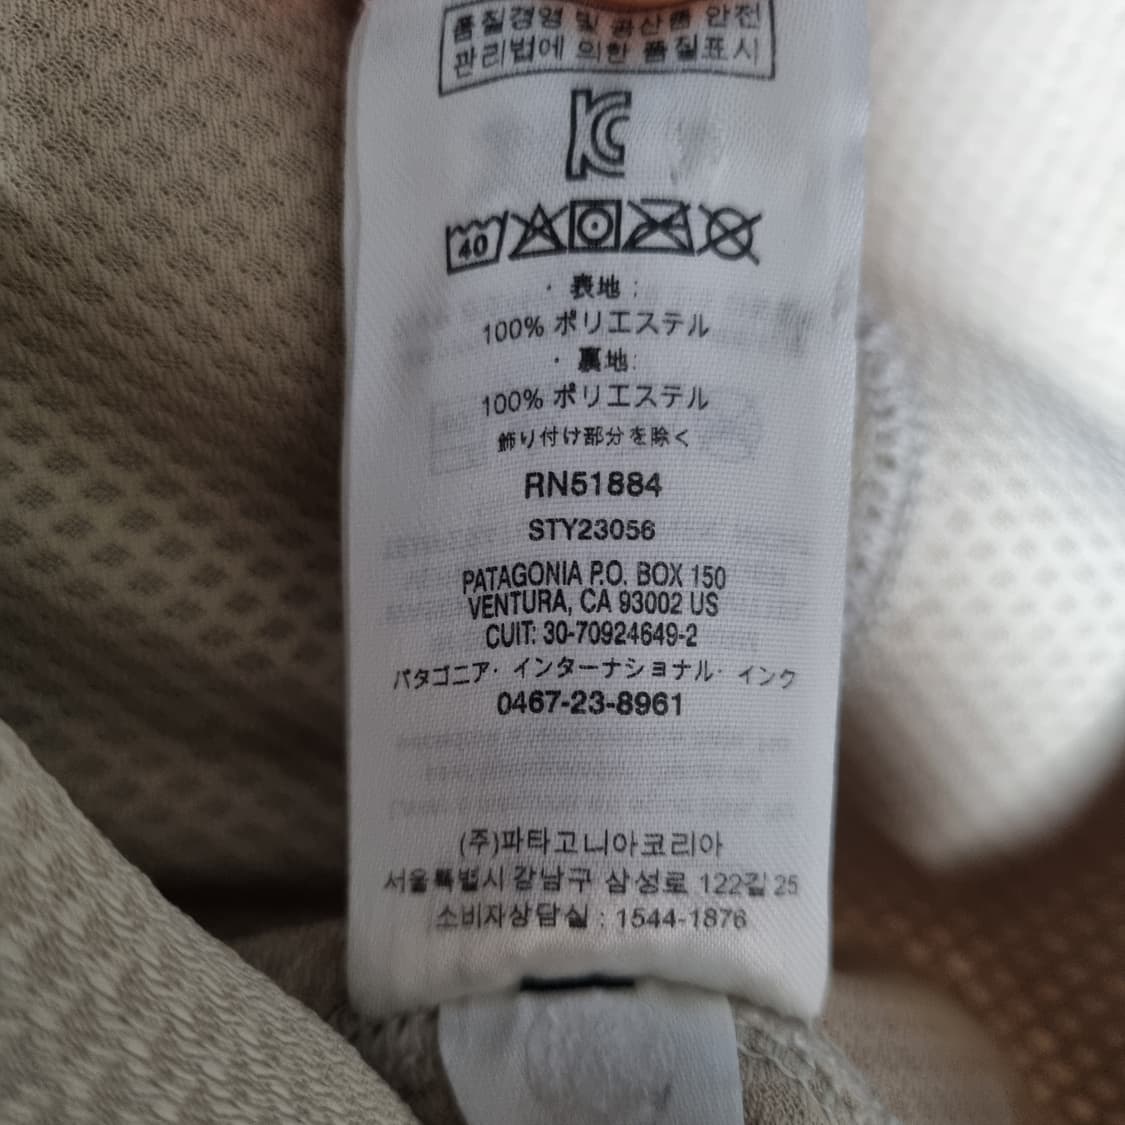 품질경영 및 공산품 안전
관리법에 의한 품질표시
KC
40
・ 表地 :
100% ポリエステル
・ 裏地:
100% ポリエステル
飾り付け部分を除く
RN51884
STY23056
PATAGONIA P.O. BOX 150
VENTURA, CA 93002 US
CUIT: 30-70924649-2
パタゴニア・インターナショナル・インク
0467-23-8961
(주)파타고니아코리아
서울특별시 강남구 삼성로 122길 25
소비자상담실 : 1544-1876